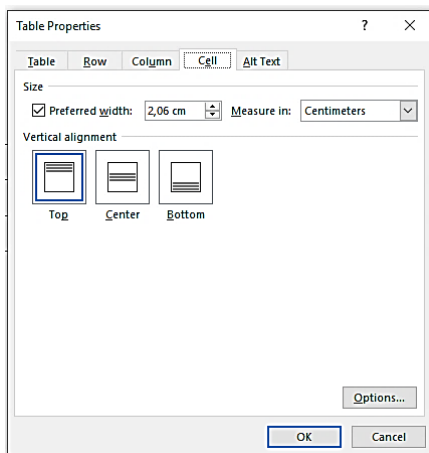 Table Properties ? ×
Table Row Column Cell Alt Text
Size
Preferred width: 2,06 cm Measure in: Centimeters
Vertical alignment
Top Center Bottom
Options...
OK Cancel